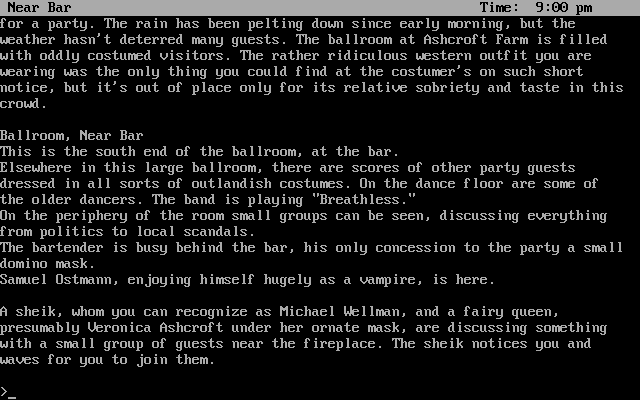 Near Bar Time: 9:00 pm
for a party. The rain has been pelting down since early morning, but the
weather hasn't deterred many guests. The ballroom at Ashcroft Farm is filled
with oddly costumed visitors. The rather ridiculous western outfit you are
wearing was the only thing you could find at the costumer's on such short
notice, but it's out of place only for its relative sobriety and taste in this
crowd.
Ballroom, Near Bar
This is the south end of the ballroom, at the bar.
Elsewhere in this large ballroom, there are scores of other party guests
dressed in all sorts of outlandish costumes. On the dance floor are some of
the older dancers. The band is playing "Breathless."
On the periphery of the room small groups can be seen, discussing everything
from politics to local scandals.
The bartender is busy behind the bar, his only concession to the party a small
domino mask.
Samuel Ostmann, enjoying himself hugely as a vampire, is here.
A sheik, whom you can recognize as Michael Wellman, and a fairy queen,
presumably Veronica Ashcroft under her ornate mask, are discussing something
with a small group of guests near the fireplace. The sheik notices you and
waves for you to join them.
>_